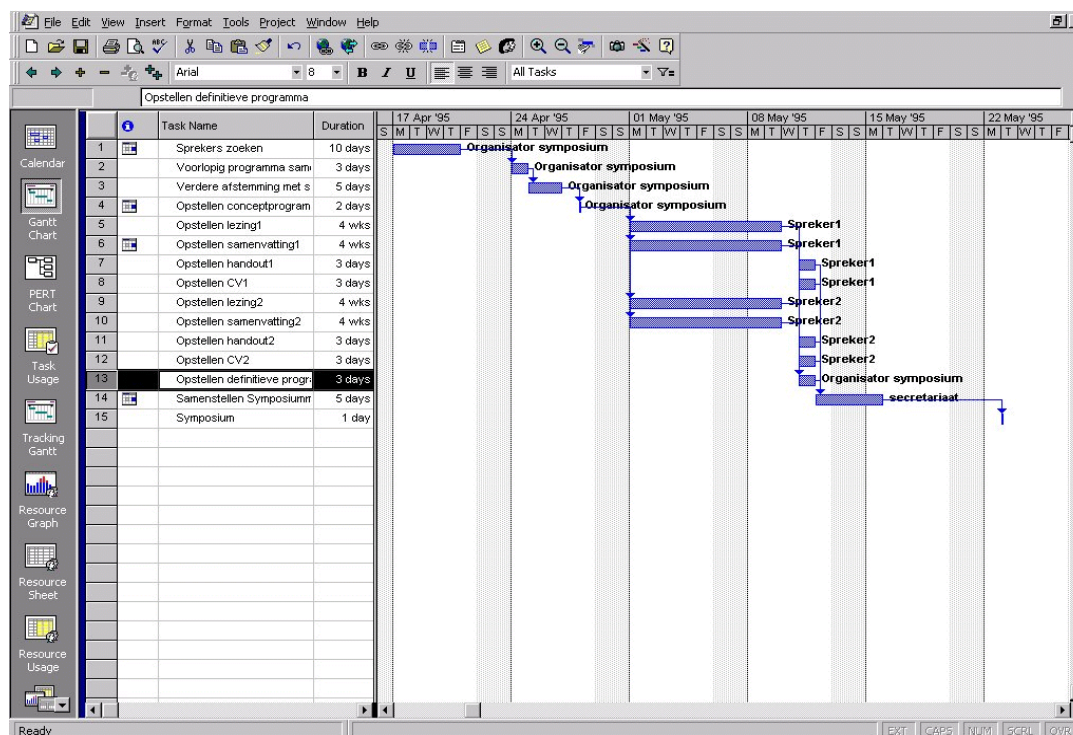 File Edit View Insert Format Tools Project Window Help
Arial 8 B I U All Tasks
Opstellen definitieve programma
Task Name Duration
17 Apr '95 24 Apr '95 01 May '95 08 May '95 15 May '95 22 May '95
S M T W T F S S M T W T F S S M T W T F S S M T W T F S S M T W T F S S M T W T F
1 Sprekers zoeken 10 days Organisator symposium
2 Voorlopig programma sam 3 days Organisator symposium
3 Verdere afstemming met s 5 days Organisator symposium
4 Opstellen conceptprogram 2 days Organisator symposium
5 Opstellen lezing1 4 wks Spreker1
6 Opstellen samenvatting1 4 wks Spreker1
7 Opstellen handout1 3 days Spreker1
8 Opstellen CV1 3 days Spreker1
9 Opstellen lezing2 4 wks Spreker2
10 Opstellen samenvatting2 4 wks Spreker2
11 Opstellen handout2 3 days Spreker2
12 Opstellen CV2 3 days Spreker2
13 Opstellen definitieve progr 3 days Organisator symposium
14 Samenstellen Symposiumr 5 days secretariaat
15 Symposium 1 day
Calendar
Gantt
Chart
PERT
Chart
Task
Usage
Tracking
Gantt
Resource
Graph
Resource
Sheet
Resource
Usage
Ready EXT CAPS NUM SCRL OVR